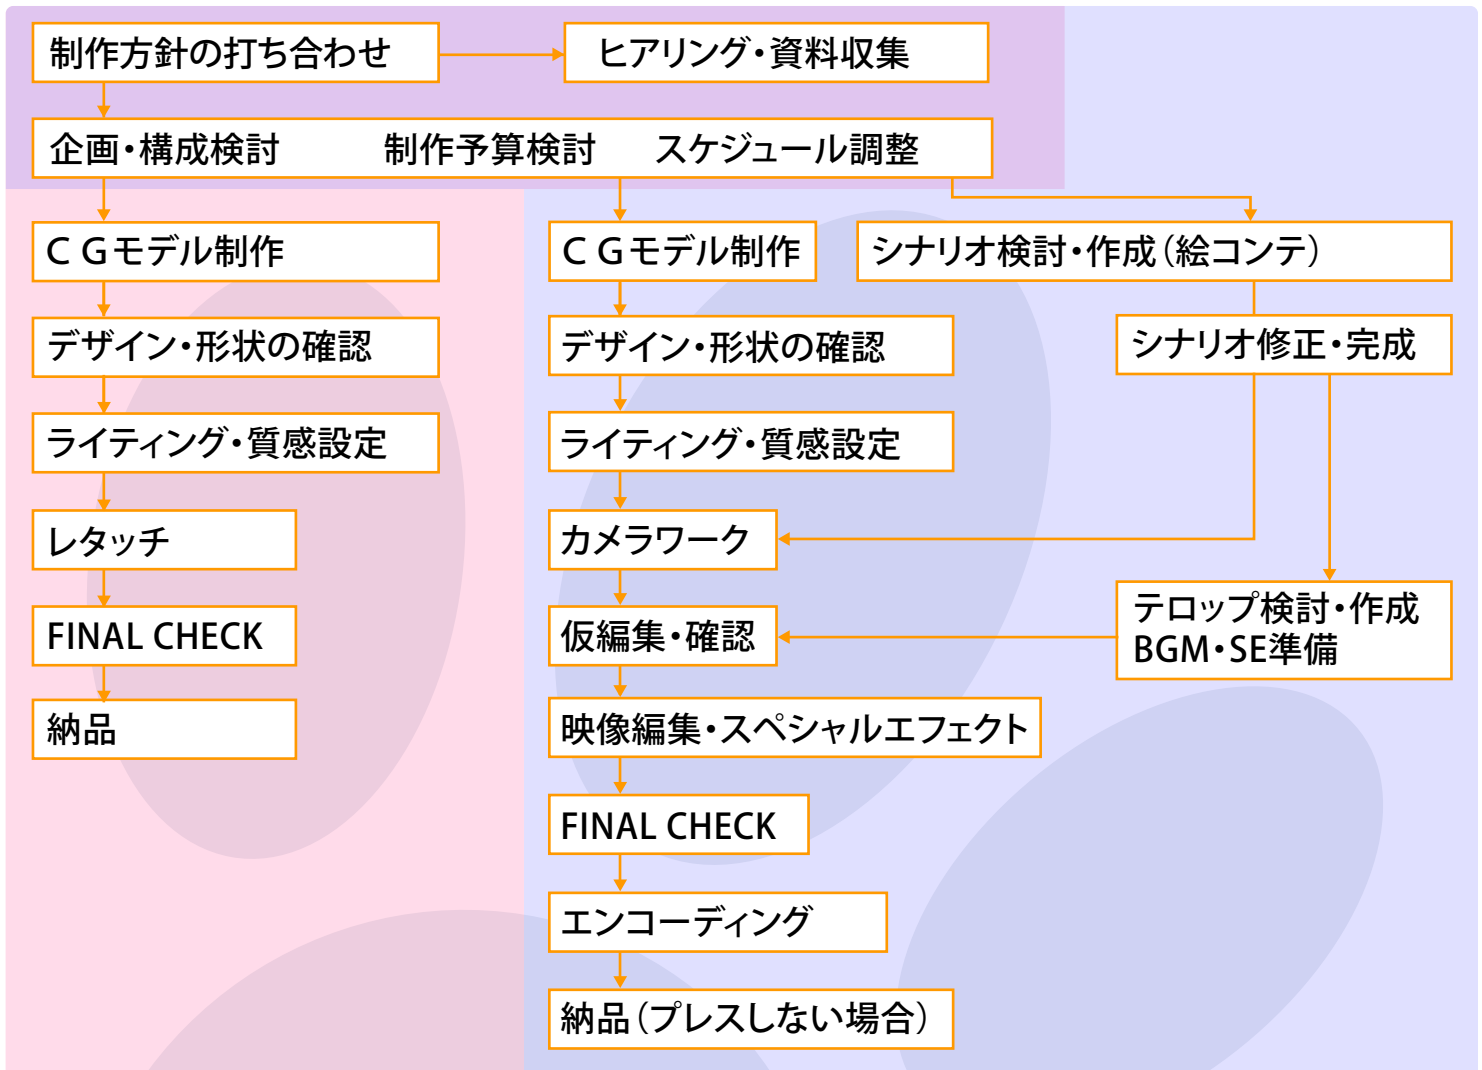 制作方針の打ち合わせ
ヒアリング・資料収集
企画・構成検討　制作予算検討　スケジュール調整
ＣＧモデル制作
デザイン・形状の確認
ライティング・質感設定
レタッチ
FINAL CHECK
納品
ＣＧモデル制作
デザイン・形状の確認
ライティング・質感設定
カメラワーク
仮編集・確認
映像編集・スペシャルエフェクト
FINAL CHECK
エンコーディング
納品（プレスしない場合）
シナリオ検討・作成（絵コンテ）
シナリオ修正・完成
テロップ検討・作成
BGM・SE準備